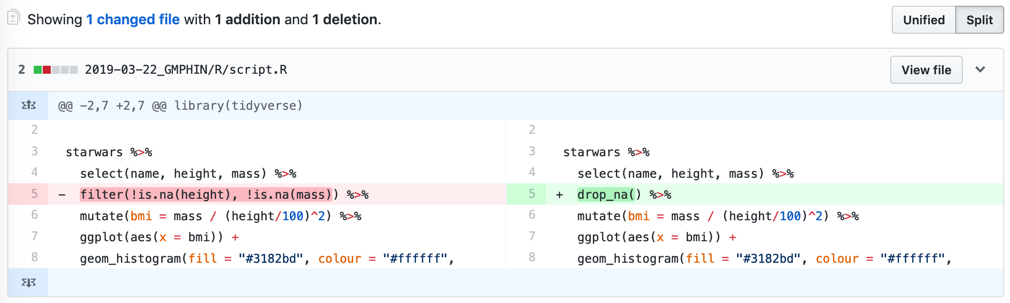 Showing 1 changed file with 1 addition and 1 deletion.
Unified Split
2 2019-03-22_GMPHIN/R/script.R View file
@@ -2,7 +2,7 @@ library(tidyverse)
2 2
3 starwars %>% 3 starwars %>%
4 select(name, height, mass) %>% 4 select(name, height, mass) %>%
5 - filter(!is.na(height), !is.na(mass)) %>% 5 + drop_na() %>%
6 mutate(bmi = mass / (height/100)^2) %>% 6 mutate(bmi = mass / (height/100)^2) %>%
7 ggplot(aes(x = bmi)) + 7 ggplot(aes(x = bmi)) +
8 geom_histogram(fill = "#3182bd", colour = "#ffffff", 8 geom_histogram(fill = "#3182bd", colour = "#ffffff",